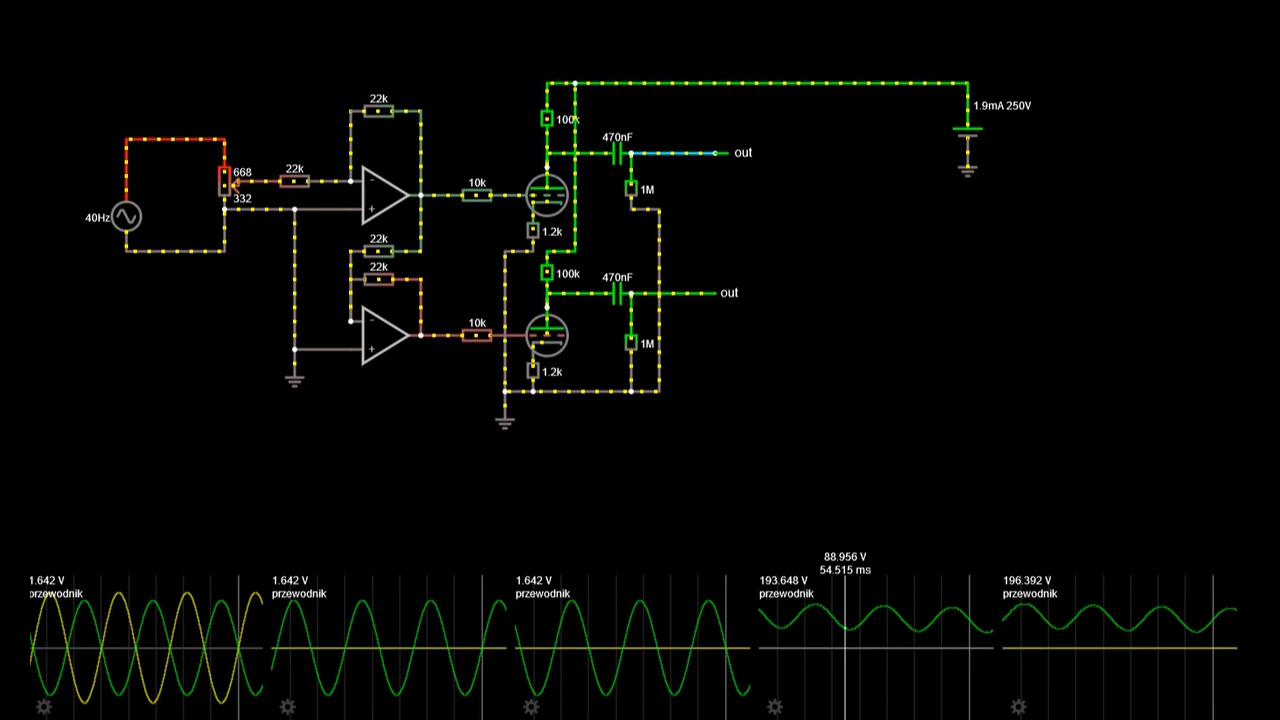 22k
100k
1.9mA 250V
470nF
out
668
22k
332
10k
1M
40Hz
1.2k
22k
22k
100k
470nF
out
10k
1M
1.2k
88.956 V
54.515 ms
1.642 V
przewodnik
1.642 V
przewodnik
1.642 V
przewodnik
193.648 V
przewodnik
196.392 V
przewodnik